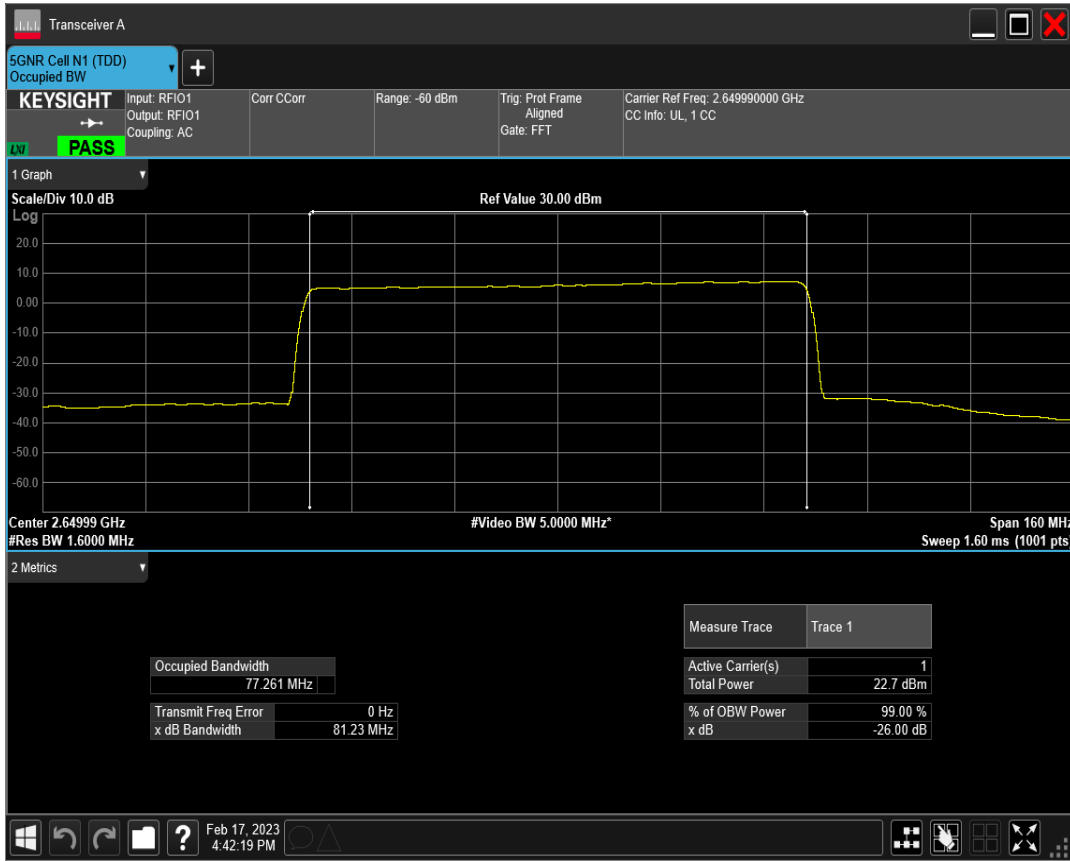 Transceiver A
5GNR Cell N1 (TDD)
Occupied BW
+
KEYSIGHT
LXI
PASS
Input: RFIO1
Output: RFIO1
Coupling: AC
Corr CCorr
Range: -60 dBm
Trig: Prot Frame
Aligned
Gate: FFT
Carrier Ref Freq: 2.649990000 GHz
CC Info: UL, 1 CC
1 Graph
Scale/Div 10.0 dB
Ref Value 30.00 dBm
Log
20.0
10.0
0.00
-10.0
-20.0
-30.0
-40.0
-50.0
-60.0
Center 2.64999 GHz
#Video BW 5.0000 MHz*
Span 160 MHz
#Res BW 1.6000 MHz
Sweep 1.60 ms (1001 pts)
2 Metrics
Measure Trace Trace 1
Occupied Bandwidth
77.261 MHz
Active Carrier(s) 1
Total Power 22.7 dBm
Transmit Freq Error 0 Hz
x dB Bandwidth 81.23 MHz
% of OBW Power 99.00 %
x dB -26.00 dB
?
Feb 17, 2023
4:42:19 PM